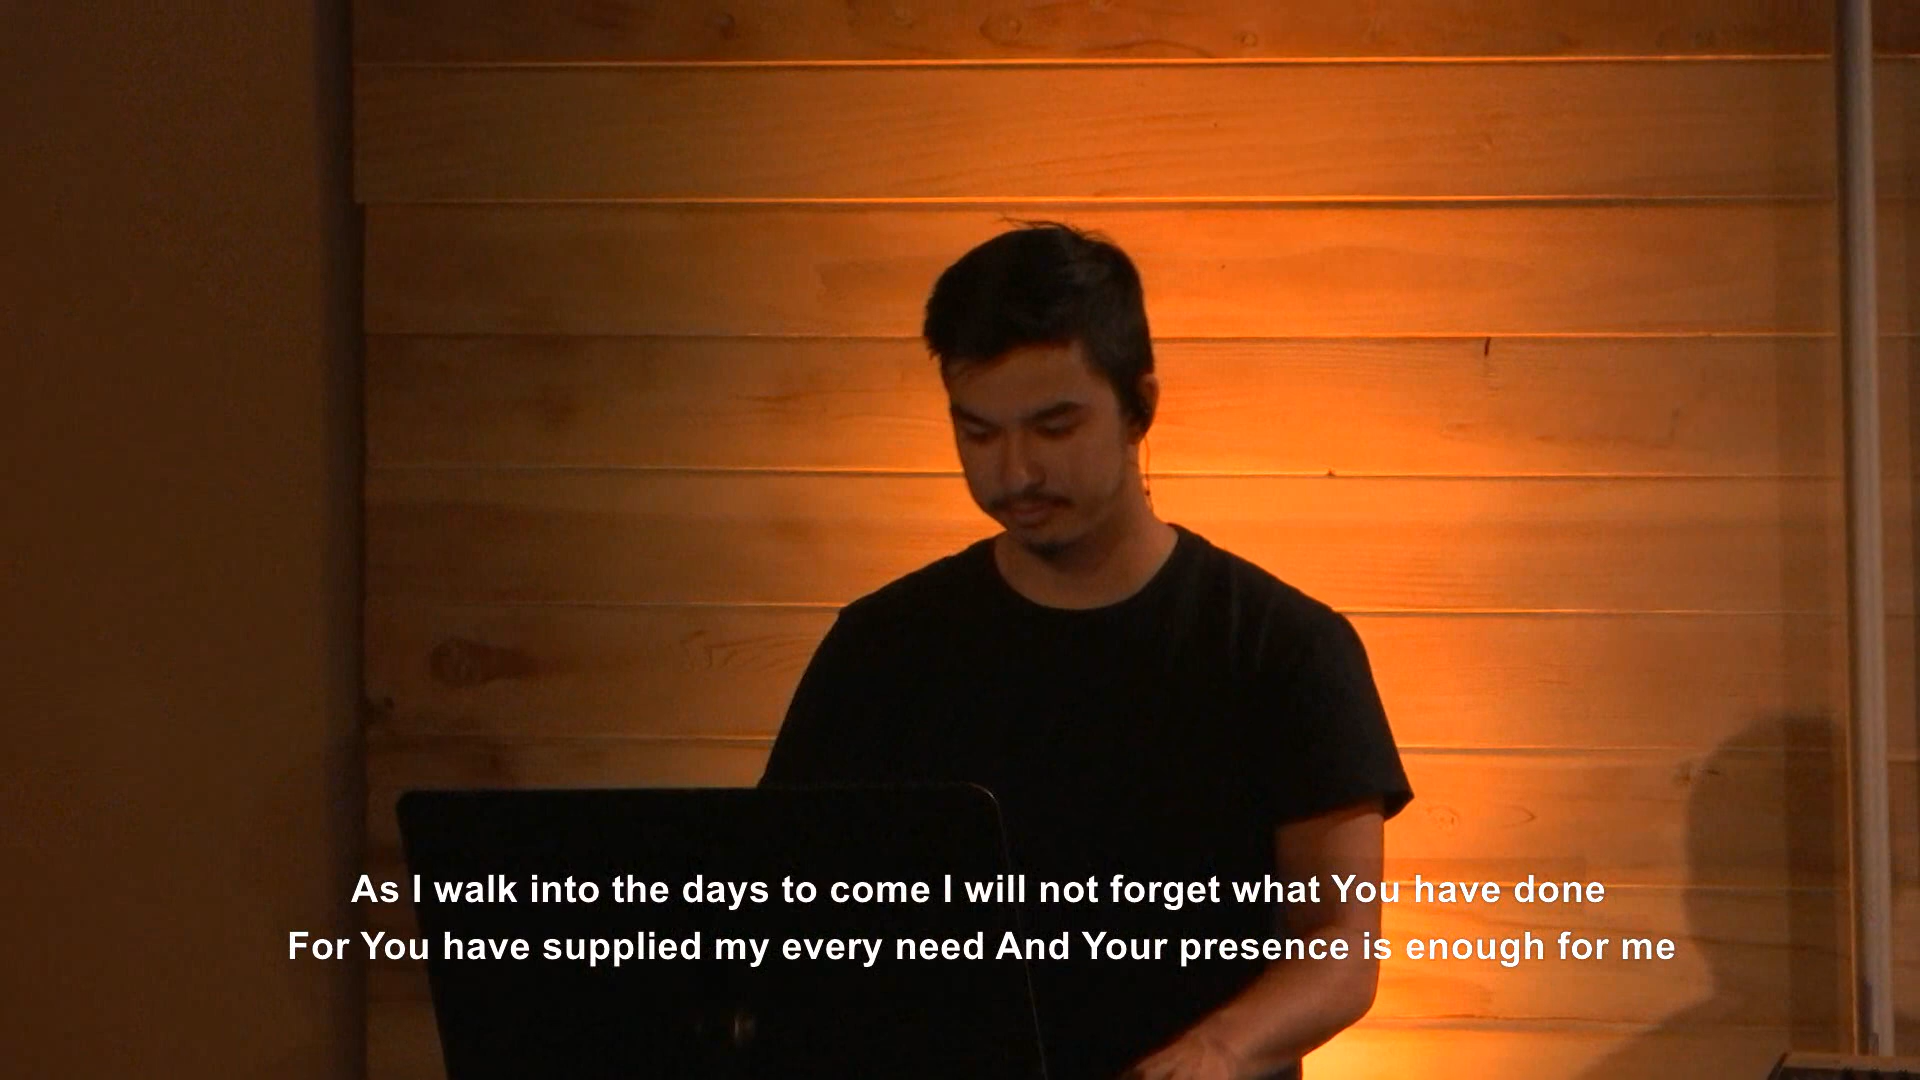 As I walk into the days to come I will not forget what You have done
For You have supplied my every need And Your presence is enough for me